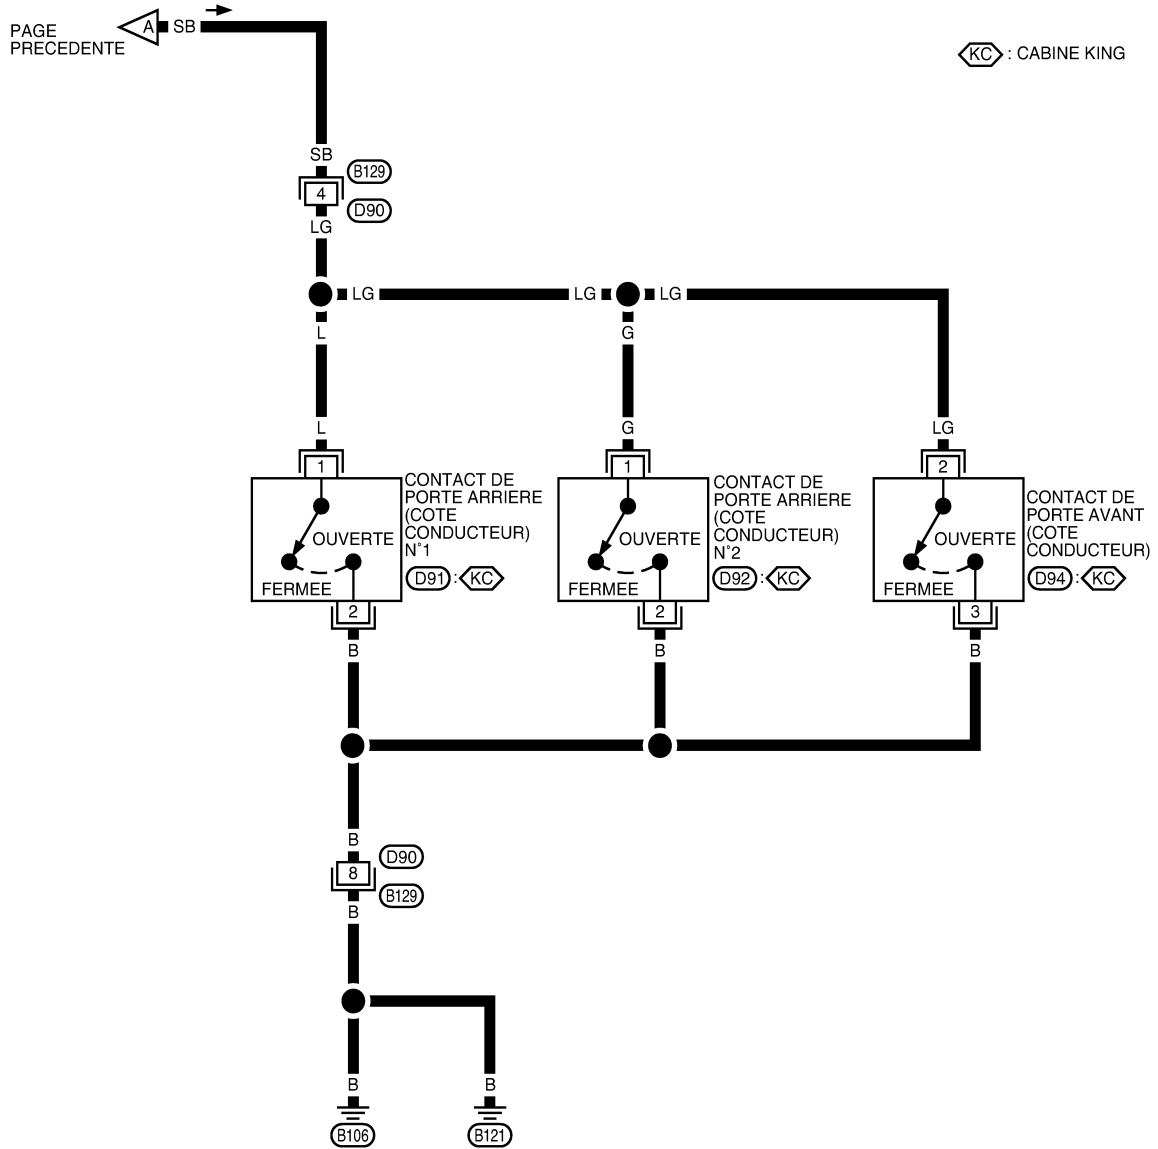 PAGE
PRECEDENTE
A
SB
KC : CABINE KING
SB
B129
4
D90
LG
LG
LG
LG
L
G
L
G
LG
1
1
2
CONTACT DE
PORTE ARRIERE
(COTE
CONDUCTEUR)
N°1
D91 : KC
OUVERTE
FERMEE
CONTACT DE
PORTE ARRIERE
(COTE
CONDUCTEUR)
N°2
D92 : KC
OUVERTE
FERMEE
CONTACT DE
PORTE AVANT
(COTE
CONDUCTEUR)
D94 : KC
OUVERTE
FERMEE
2
2
3
B
B
B
B
D90
8
B129
B
B
B
B106
B121